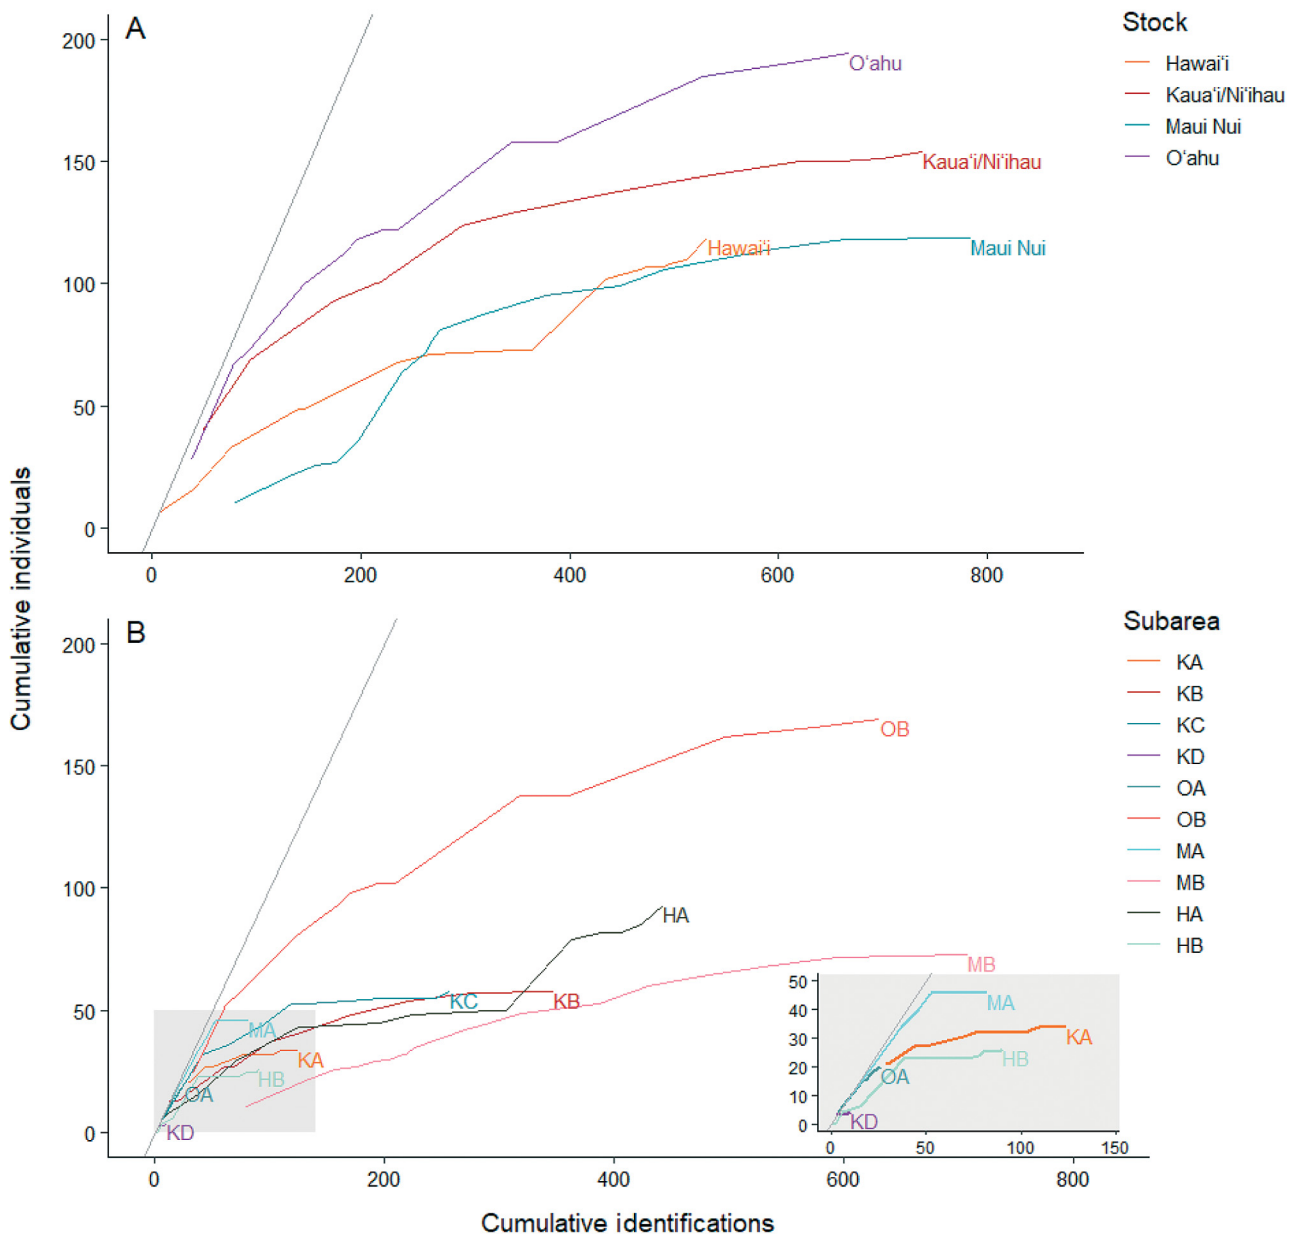 A
Stock
Hawai‘i
Kaua‘i/Ni‘ihau
Maui Nui
O‘ahu
200
150
100
50
0
O‘ahu
Kaua‘i/Ni‘ihau
Hawai‘i
Maui Nui
0 200 400 600 800
Cumulative individuals
B
Subarea
KA
KB
KC
KD
OA
OB
MA
MB
HA
HB
200
150
100
50
0
OB
HA
MB
KC
KB
MA
KA
HB
OA
KD
50
40
30
20
10
0
MA
KA
HB
OA
KD
0 50 100 150
0 200 400 600 800
Cumulative identifications